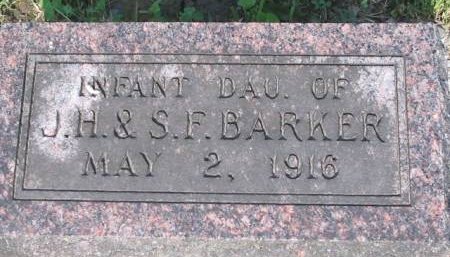 INFANT DAU. OF
J.H. & S.F. BARKER
MAY 2, 1916